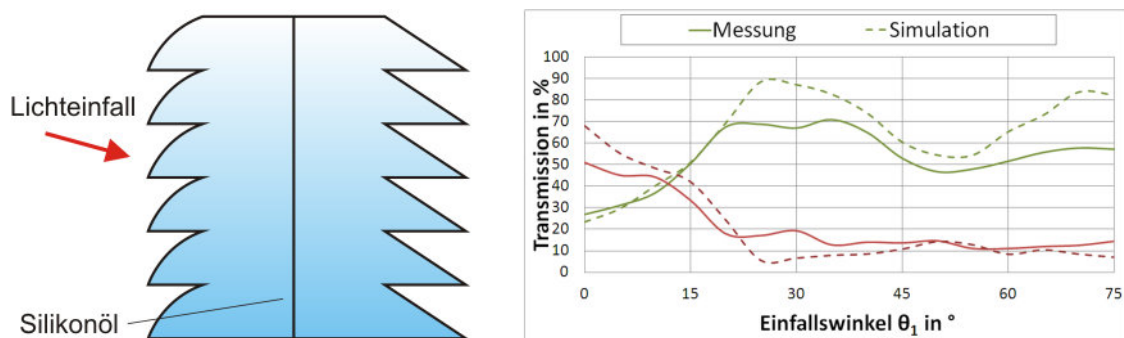 Lichteinfall
Silikonöl
Messung Simulation
Transmission in %
100
90
80
70
60
50
40
30
20
10
0
0 15 30 45 60 75
Einfallswinkel θ₁ in °